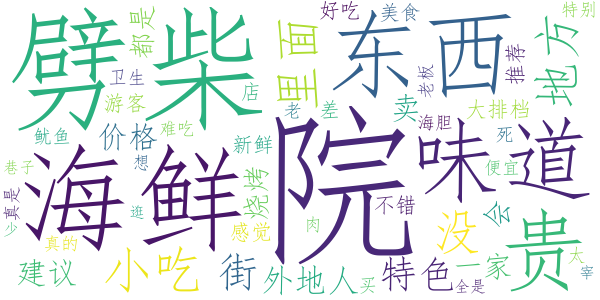 劈柴
都是
里面
好吃
美食
东西
特别
地方
卫生
游客
店
推荐
老板
鱿鱼
价格
难吃
老
差
卖
海胆
大排档
巷子
海鲜
想
新鲜
烧烤
院
味道
死
便宜
真是
逛
不错
会
少
真的
感觉
肉
没
贵
建议
小吃
街
外地人
买
特色
全是
一家
太
宰